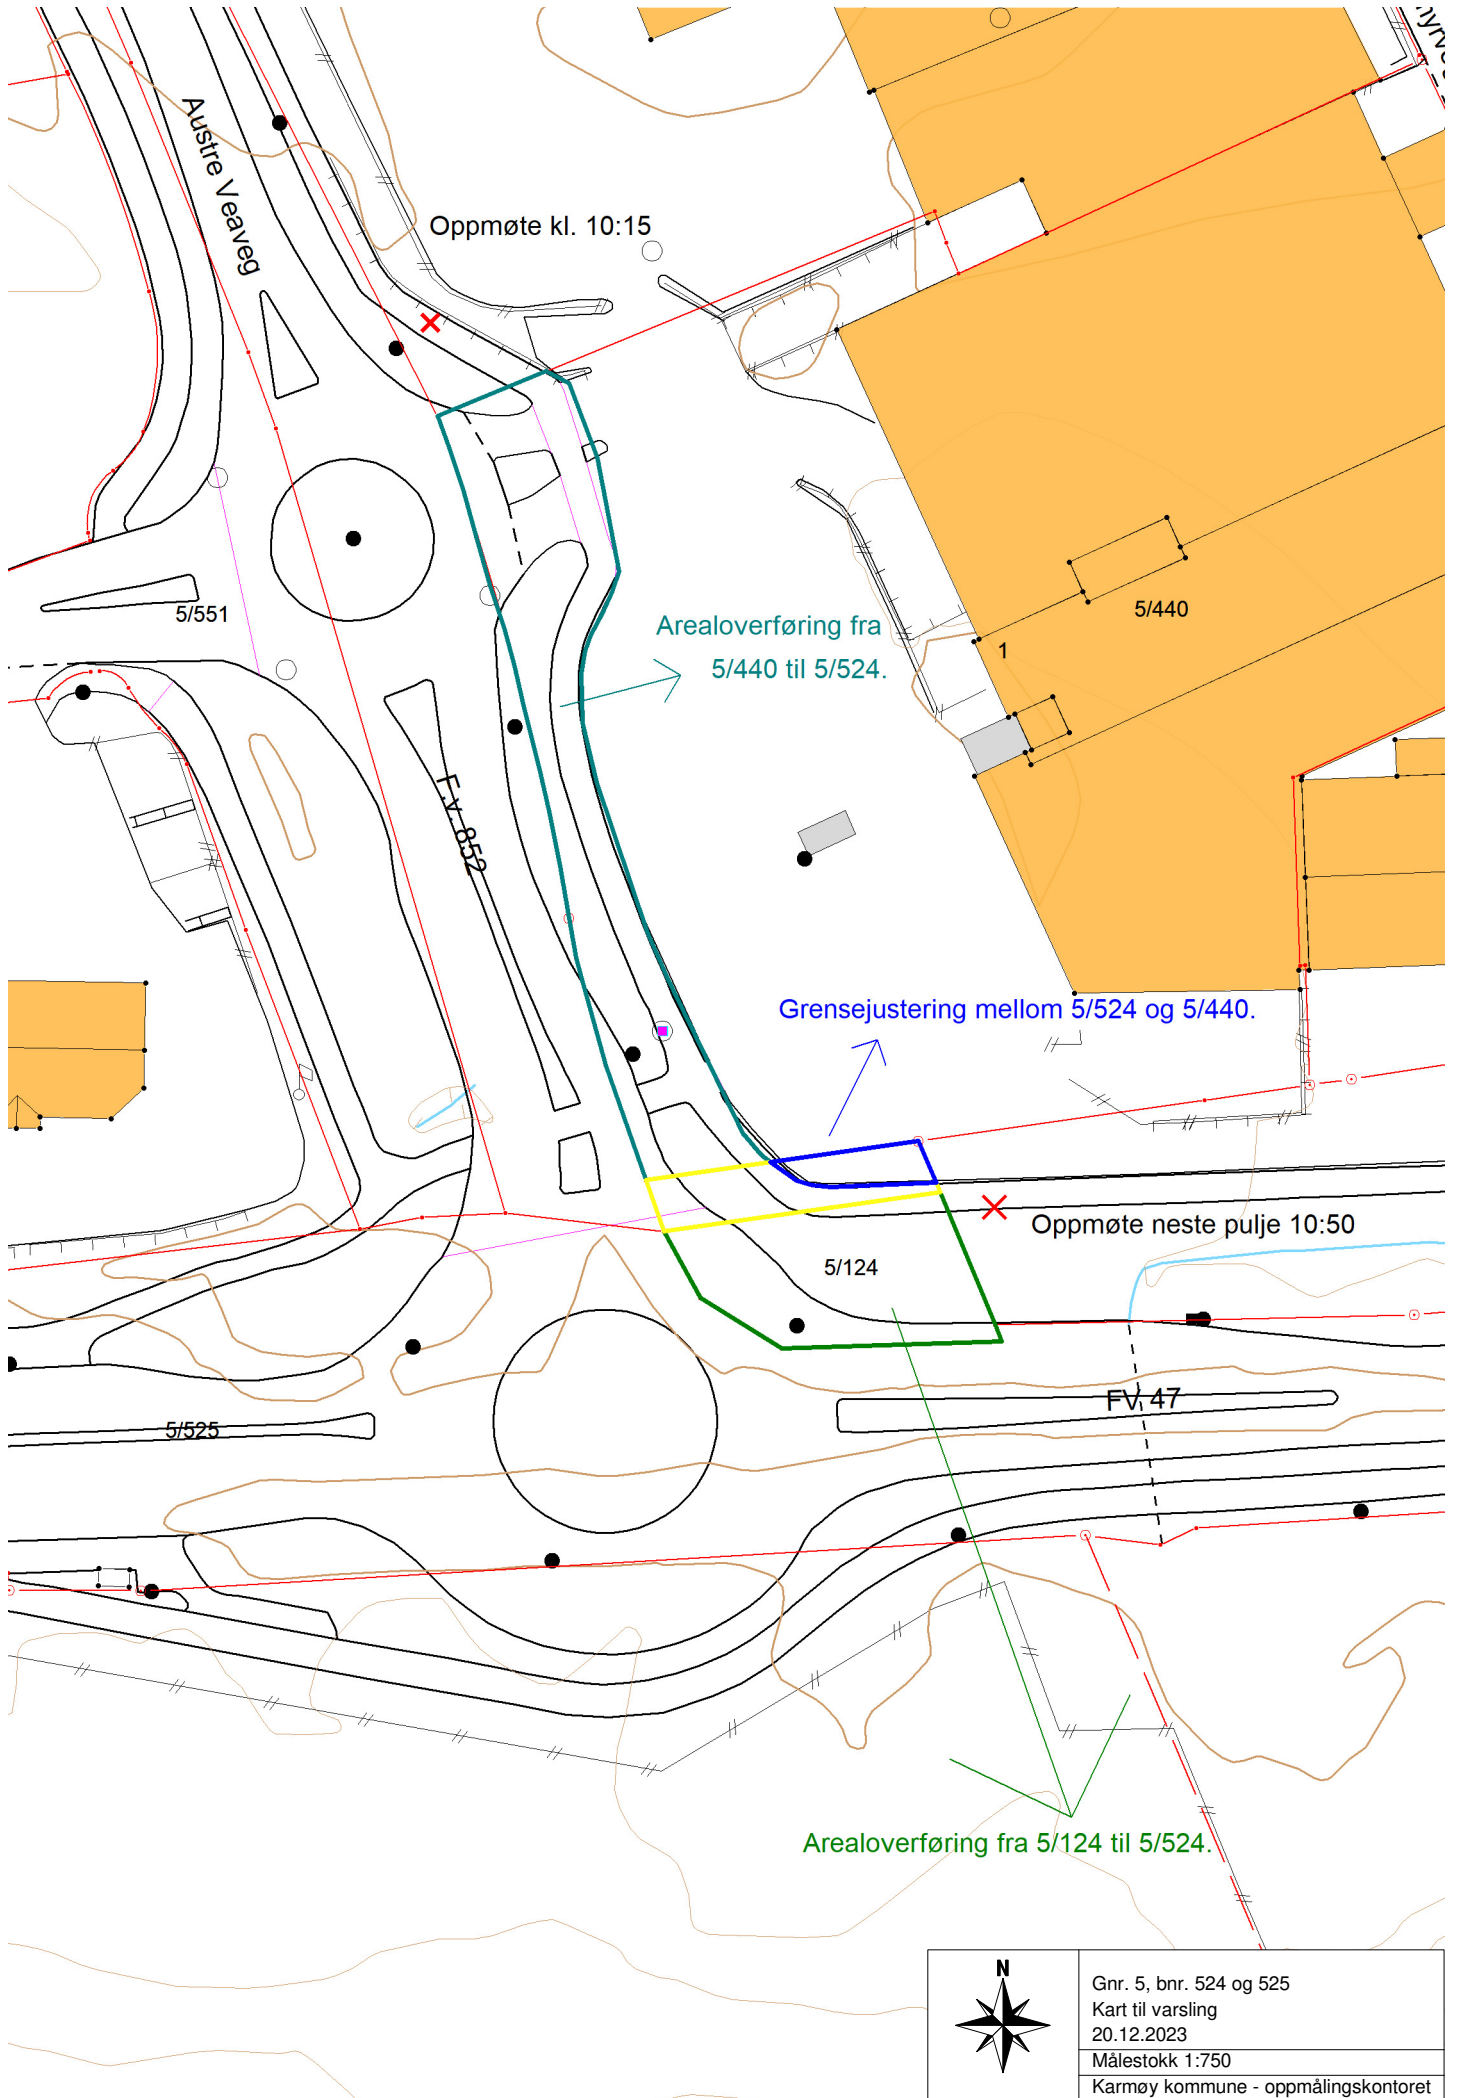 Austre Veaveg
Oppmøte kl. 10:15
5/551
Arealoverføring fra
5/440 til 5/524.
5/440
1
F.v. 852
Grensejustering mellom 5/524 og 5/440.
Oppmøte neste pulje 10:50
5/124
FV 47
5/525
Arealoverføring fra 5/124 til 5/524.
N
Gnr. 5, bnr. 524 og 525
Kart til varsling
20.12.2023
Målestokk 1:750
Karmøy kommune - oppmålingskontoret